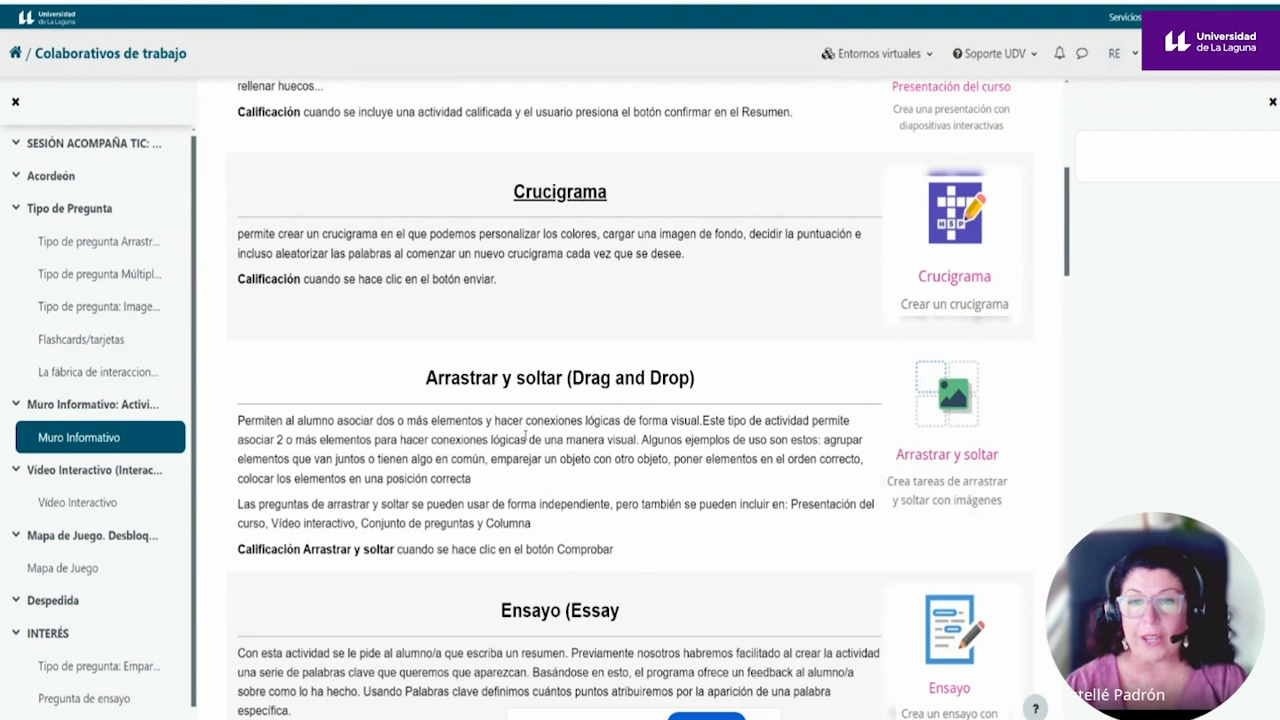 Universidad
de La Laguna
Servicios
Universidad
de La Laguna
/ Colaborativos de trabajo
Entornos virtuales
Soporte UDV
RE
SESIÓN ACOMPAÑA TIC: ...
Acordeón
Tipo de Pregunta
Tipo de pregunta Arrastr...
Tipo de pregunta Múltipl...
Tipo de pregunta: Image...
Flashcards/tarjetas
La fábrica de interaccion...
Muro Informativo: Activi...
Muro Informativo
Vídeo Interactivo (Interac...
Vídeo Interactivo
Mapa de Juego. Desbloq...
Mapa de Juego
Despedida
INTERÉS
Tipo de pregunta: Empar...
Pregunta de ensayo
rellenar huecos...
Calificación cuando se incluye una actividad calificada y el usuario presiona el botón confirmar en el Resumen.
Presentación del curso
Crea una presentación con
diapositivas interactivas
Crucigrama
permite crear un crucigrama en el que podemos personalizar los colores, cargar una imagen de fondo, decidir la puntuación e
incluso aleatorizar las palabras al comenzar un nuevo crucigrama cada vez que se desee.
Calificación cuando se hace clic en el botón enviar.
H5P
Crucigrama
Crear un crucigrama
Arrastrar y soltar (Drag and Drop)
Permiten al alumno asociar dos o más elementos y hacer conexiones lógicas de forma visual.Este tipo de actividad permite
asociar 2 o más elementos para hacer conexiones lógicas de una manera visual. Algunos ejemplos de uso son estos: agrupar
elementos que van juntos o tienen algo en común, emparejar un objeto con otro objeto, poner elementos en el orden correcto,
colocar los elementos en una posición correcta
Las preguntas de arrastrar y soltar se pueden usar de forma independiente, pero también se pueden incluir en: Presentación del
curso, Vídeo interactivo, Conjunto de preguntas y Columna
Calificación Arrastrar y soltar cuando se hace clic en el botón Comprobar
Arrastrar y soltar
Crea tareas de arrastrar
y soltar con imágenes
Ensayo (Essay
Con esta actividad se le pide al alumno/a que escriba un resumen. Previamente nosotros habremos facilitado al crear la actividad
una serie de palabras clave que queremos que aparezcan. Basándose en esto, el programa ofrece un feedback al alumno/a
sobre como lo ha hecho. Usando Palabras clave definimos cuántos puntos atribuiremos por la aparición de una palabra
específica.
Ensayo
Crea un ensayo con
?
stellé Padrón